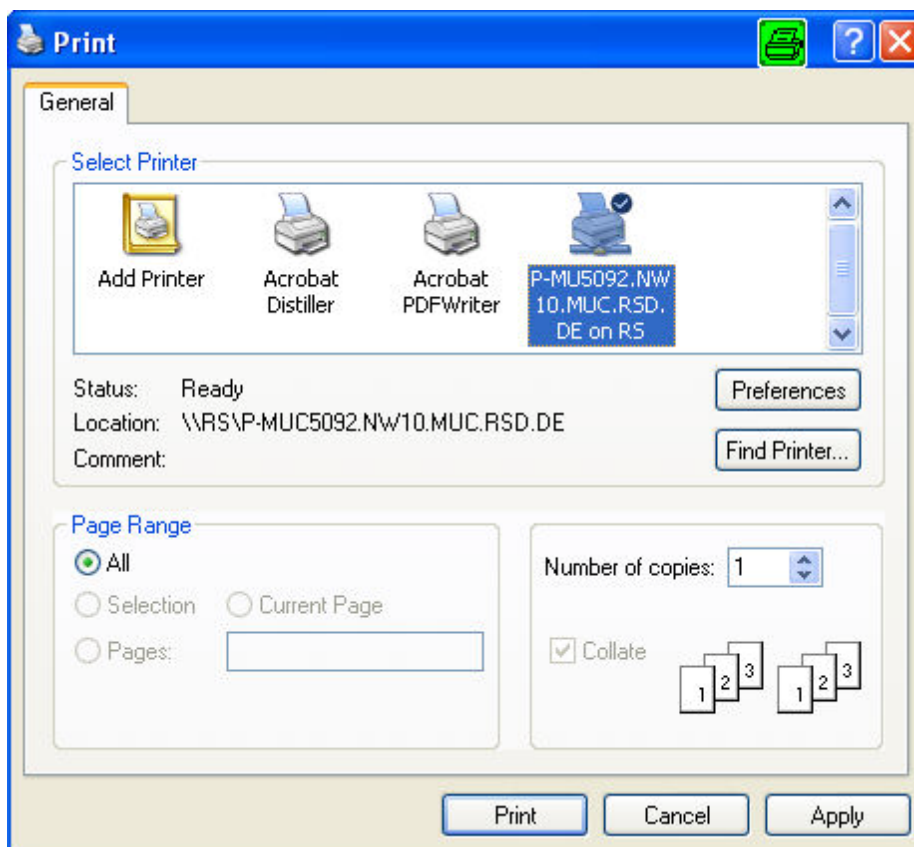 Print
?
General
Select Printer
Add Printer
Acrobat
Distiller
Acrobat
PDFWriter
P-MU5092.NW
10.MUC.RSD.
DE on RS
Status: Ready
Location: \\RS\P-MUC5092.NW10.MUC.RSD.DE
Comment:
Preferences
Find Printer...
Page Range
All
Selection Current Page
Pages:
Number of copies: 1
Collate
1 2 3 1 2 3
Print Cancel Apply